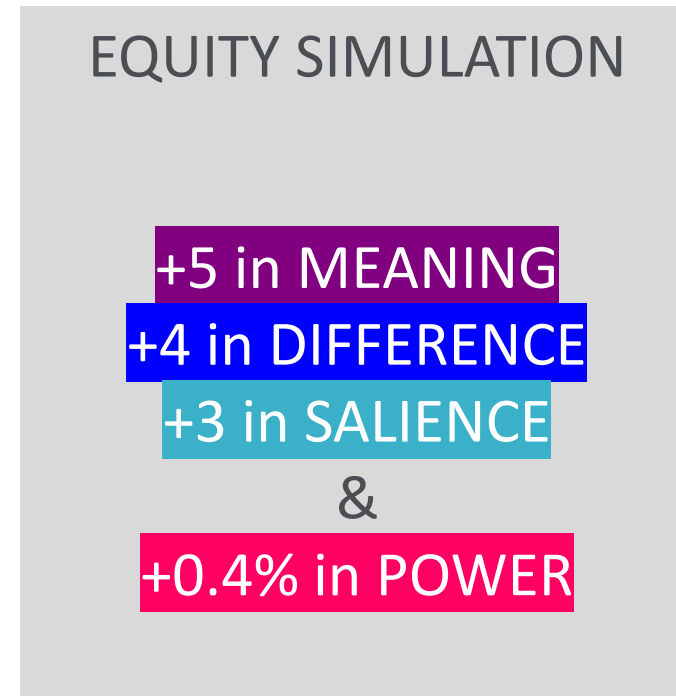 EQUITY SIMULATION
+5 in MEANING
+4 in DIFFERENCE
+3 in SALIENCE
&
+0.4% in POWER